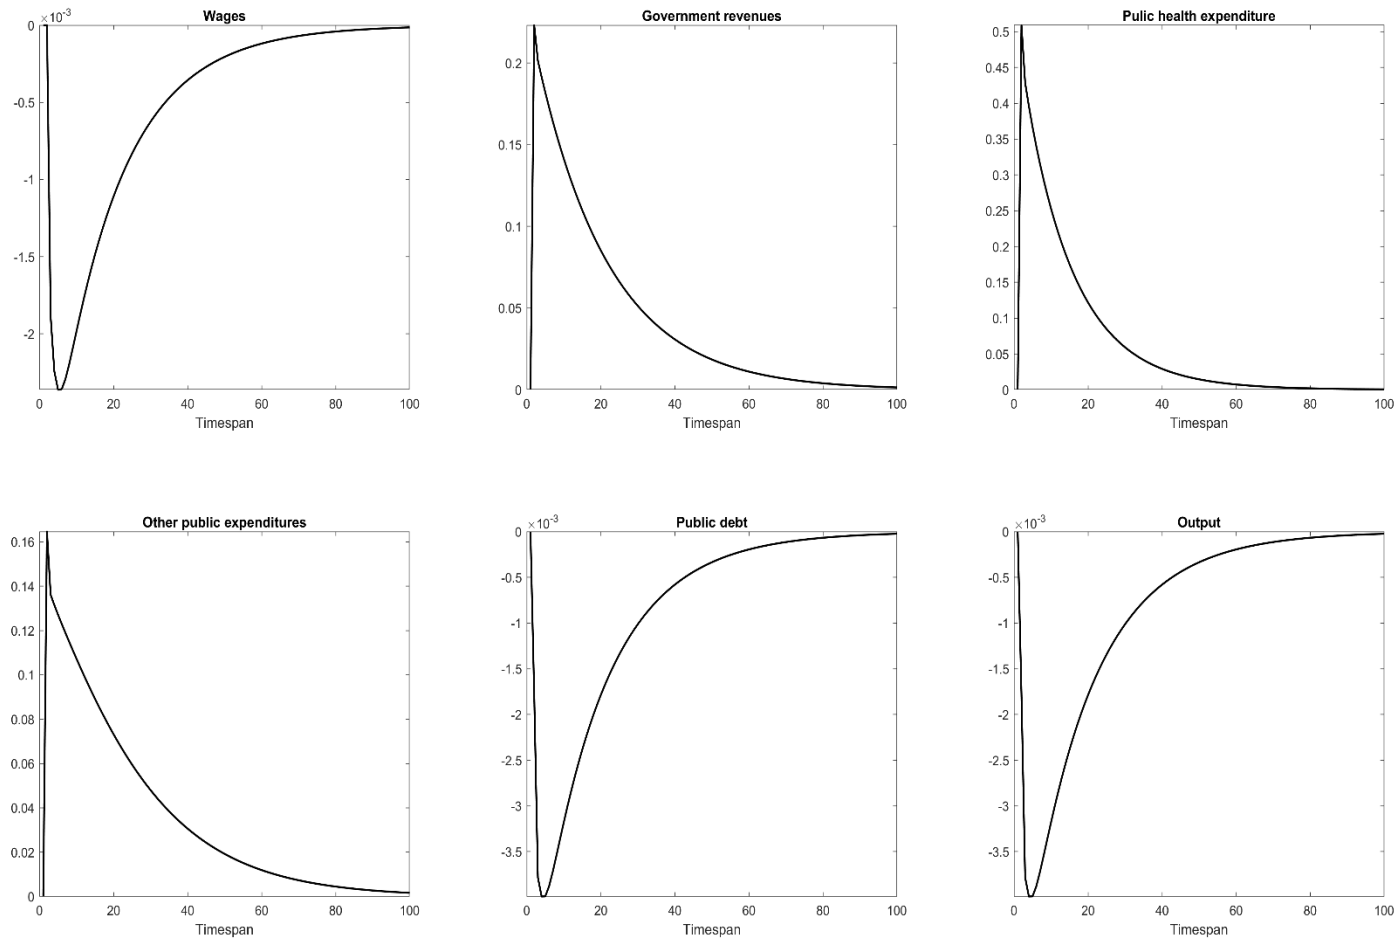 ×10⁻³
Wages
0
-0.5
-1
-1.5
-2
0 20 40 60 80 100
Timespan
Government revenues
0.2
0.15
0.1
0.05
0
0 20 40 60 80 100
Timespan
Pulic health expenditure
0.5
0.45
0.4
0.35
0.3
0.25
0.2
0.15
0.1
0.05
0
0 20 40 60 80 100
Timespan
Other public expenditures
0.16
0.14
0.12
0.1
0.08
0.06
0.04
0.02
0
0 20 40 60 80 100
Timespan
×10⁻³
Public debt
0
-0.5
-1
-1.5
-2
-2.5
-3
-3.5
0 20 40 60 80 100
Timespan
×10⁻³
Output
0
-0.5
-1
-1.5
-2
-2.5
-3
-3.5
0 20 40 60 80 100
Timespan